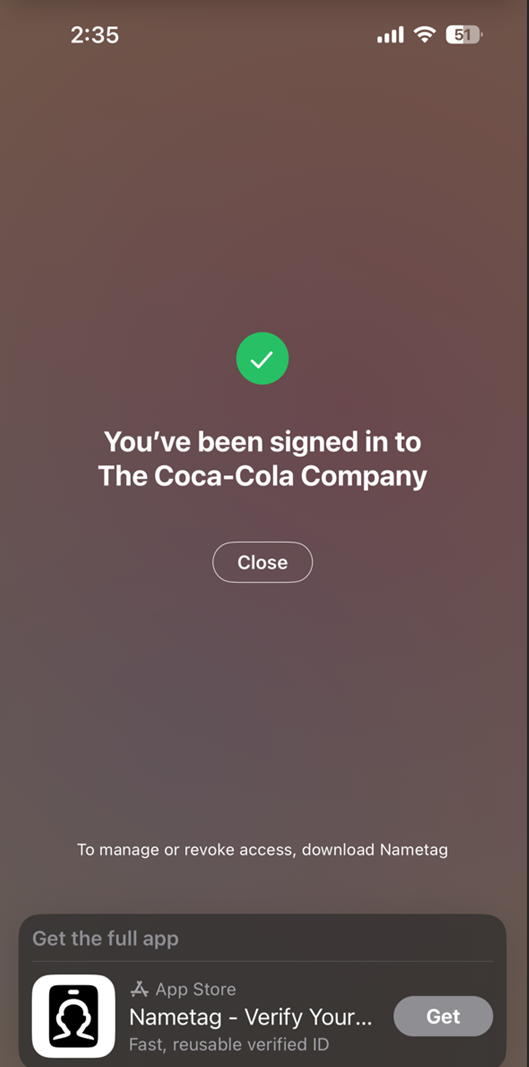 2:35
51
You’ve been signed in to
The Coca-Cola Company
Close
To manage or revoke access, download Nametag
Get the full app
App Store
Nametag - Verify Your...
Get
Fast, reusable verified ID